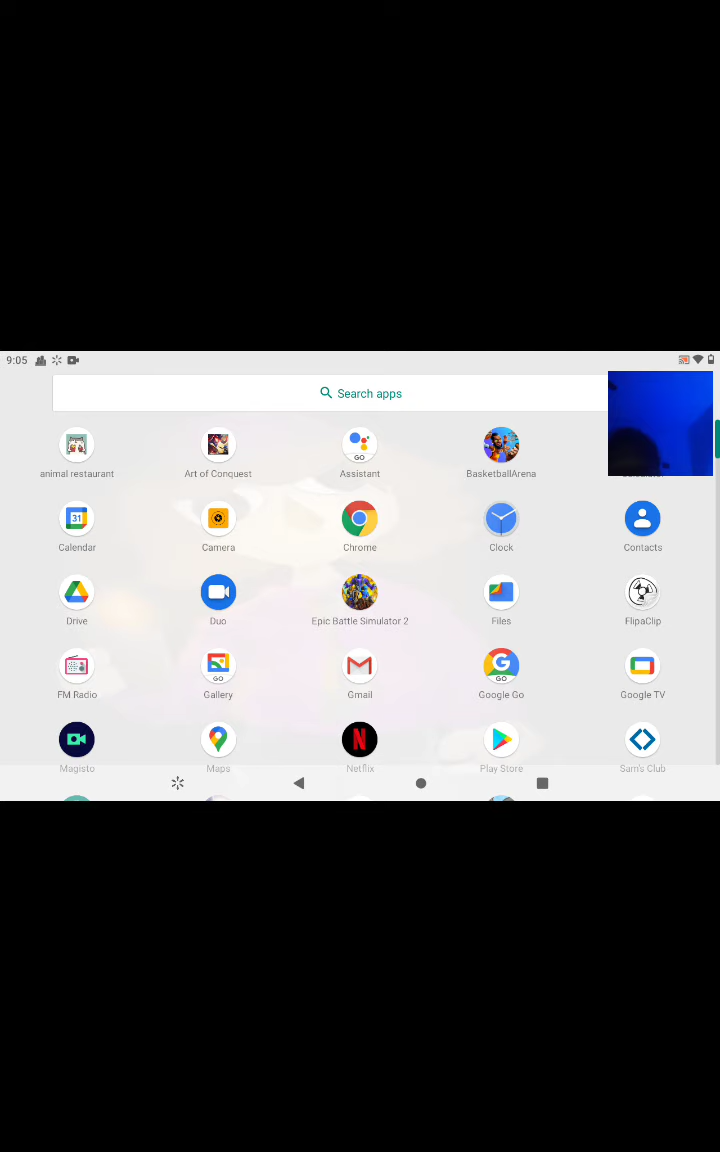 9:05
Search apps
animal restaurant Art of Conquest Assistant BasketballArena
Calendar Camera Chrome Clock Contacts
Drive Duo Epic Battle Simulator 2 Files FlipaClip
FM Radio Gallery Gmail Google Go Google TV
Magisto Maps Netflix Play Store Sam's Club